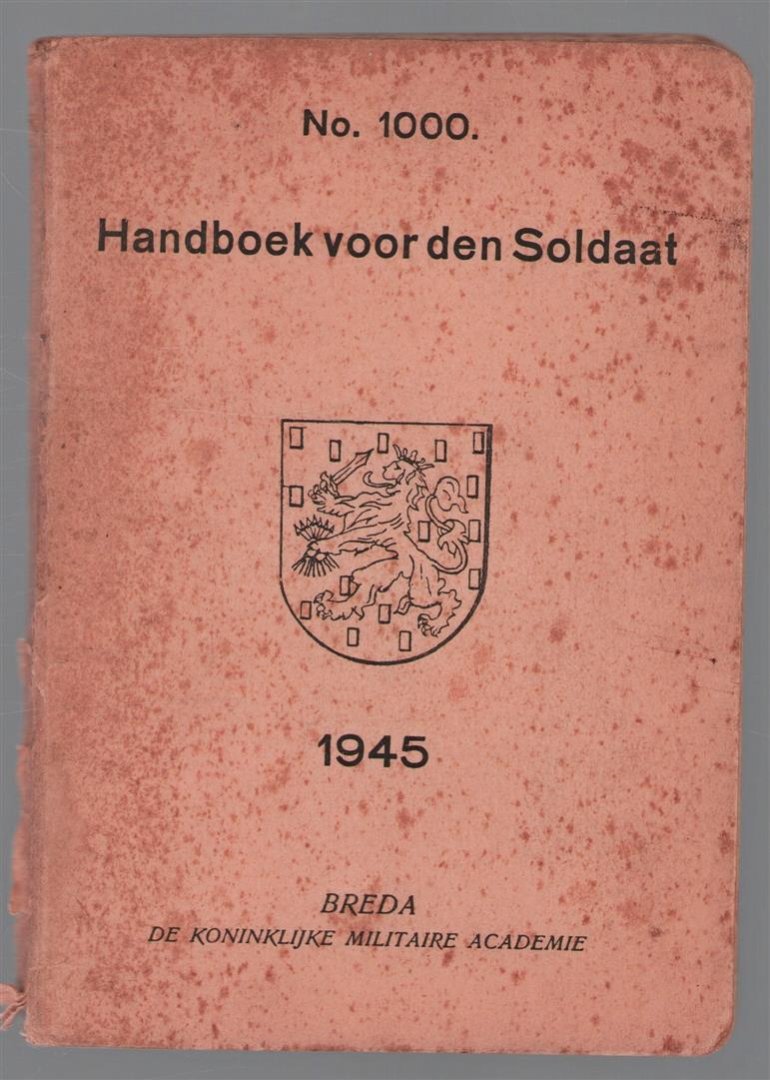 No. 1000.
Handboek voor den Soldaat
1945
BREDA
DE KONINKLIJKE MILITAIRE ACADEMIE